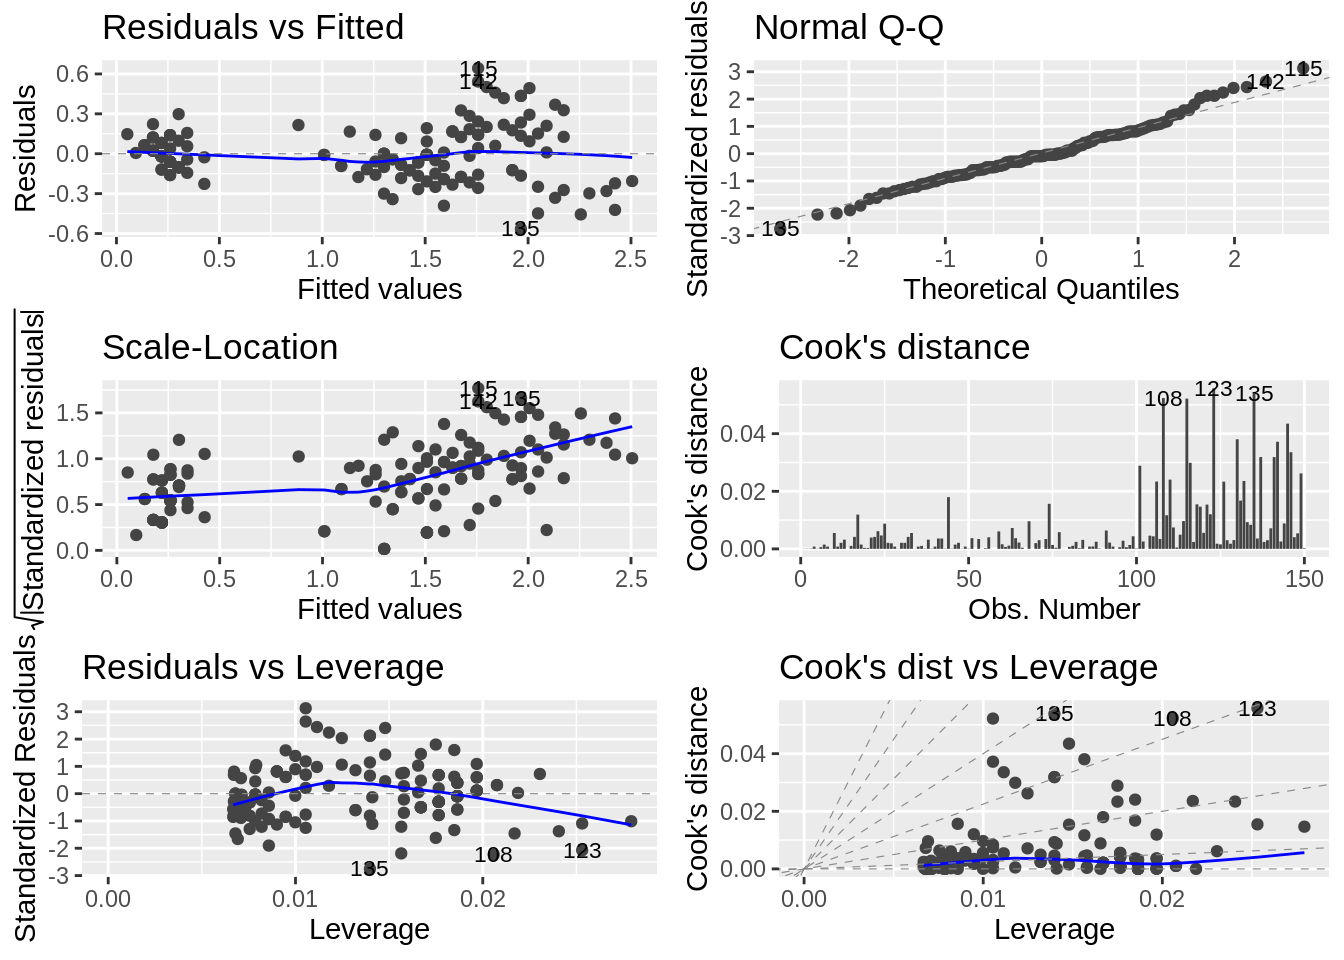 Residuals vs Fitted
Residuals
0.6
0.3
0.0
-0.3
-0.6
115
142
135
0.0 0.5 1.0 1.5 2.0 2.5
Fitted values
Normal Q-Q
Standardized residuals
3
2
1
0
-1
-2
-3
142
115
135
-2 -1 0 1 2
Theoretical Quantiles
Scale-Location
√|Standardized residuals|
1.5
1.0
0.5
0.0
115
142
135
0.0 0.5 1.0 1.5 2.0 2.5
Fitted values
Cook's distance
Cook's distance
0.04
0.02
0.00
108
123
135
0 50 100 150
Obs. Number
Residuals vs Leverage
Standardized Residuals
3
2
1
0
-1
-2
-3
135
108
123
0.00 0.01 0.02
Leverage
Cook's dist vs Leverage
Cook's distance
0.04
0.02
0.00
135
108
123
0.00 0.01 0.02
Leverage